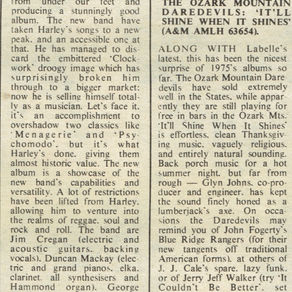 from under our feet and
producing a stunningly good
album. The new band have
taken Harley's songs to a new
peak, and an accessible one at
that. He has managed to dis-
card the embittered 'Clock-
work' droogy image which has
surprisingly broken him
through to a bigger market:
now he is selling himself total-
ly as a musician. Let's face it,
it's an accomplishment to
overshadow two classics like
'Menagerie' and 'Psy-
chomodo'. but it's what
Harley's done. giving them
almost historic value. The new
album is a showcase of the
new band's capabilities and
versatility. A lot of restrictions
have been lifted from Harley.
allowing him to venture into
the realms of reggae. soul and
rock and roll. The band are
Jim Cregan (electric and
acoustic guitars. backing
vocals). Duncan Mackay (elec-
tric and grand pianos. elka.
clarinet. all synthesisers and
Hammond organ). George
THE OZARK MOUNTAIN
DAREDEVILS: 'IT'LL
SHINE WHEN IT SHINES'
(A&M AMLH 63654).
ALONG WITH Labelle's
latest, this has been the nicest
surprise of 1975's albums so
far. The Ozark Mountain Dare
devils have sold extremely
well in the States, while appar-
ently they are still playing for
free in bars in the Ozark Mts.
'It'll Shine When It Shines'
is effortless, clean Thanksgiv-
ing music. vaguely religious.
and entirely natural sounding.
Back porch music for a hot
summer night. but far from
rough — Glyn Johns. co-pro-
ducer and engineer. has kept
the sound finely honed as a
lumberjack's axe. On occa-
sions the Daredevils may
remind you of John Fogerty's
Blue Ridge Rangers (for their
new tangents off traditional
American forms). at others of
J. J. Cale's spare. lazy funk.
or of Jerry Jeff Walker (try 'It
Couldn't Be Better'. set